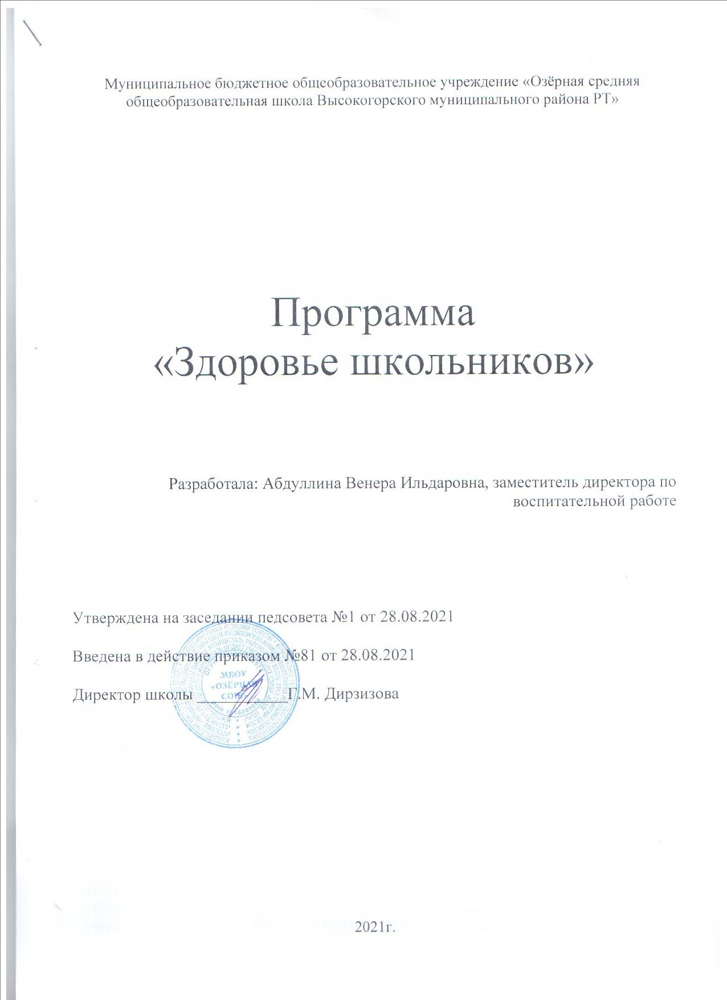 Муниципальное бюджетное общеобразовательное учреждение «Озёрная средняя
общеобразовательная школа Высокогорского муниципального района РТ»
Программа
«Здоровье школьников»
Разработала: Абдуллина Венера Ильдаровна, заместитель директора по
воспитательной работе
Утверждена на заседании педсовета №1 от 28.08.2021
Введена в действие приказом №81 от 28.08.2021
Директор школы ____________Г.М. Дирзизова
МБОУ
«ОЗЁРНАЯ
СОШ»
2021г.